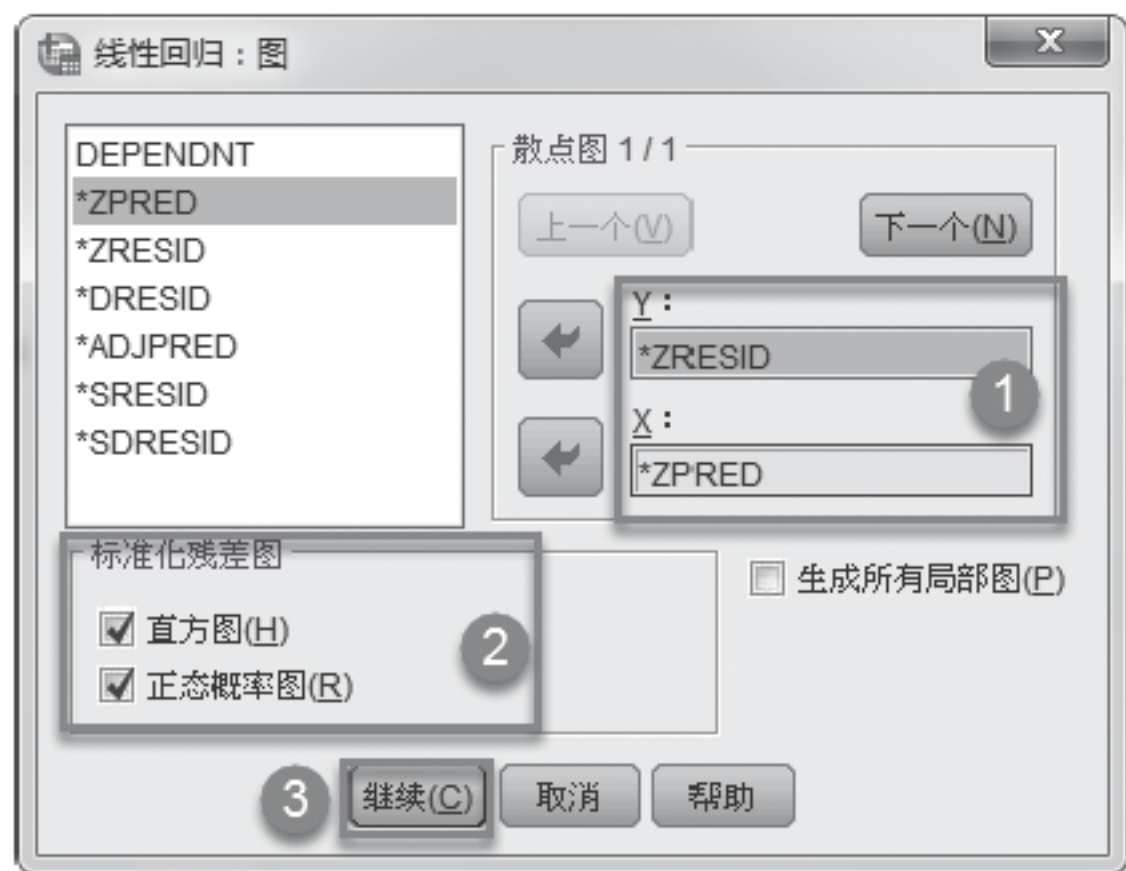 线性回归：图
x
DEPENDNT
*ZPRED
*ZRESID
*DRESID
*ADJPRED
*SRESID
*SDRESID
散点图 1 / 1
上一个(V)
下一个(N)
Y：
*ZRESID
1
X：
*ZPRED
标准化残差图
直方图(H)
正态概率图(R)
2
生成所有局部图(P)
3
继续(C)
取消
帮助